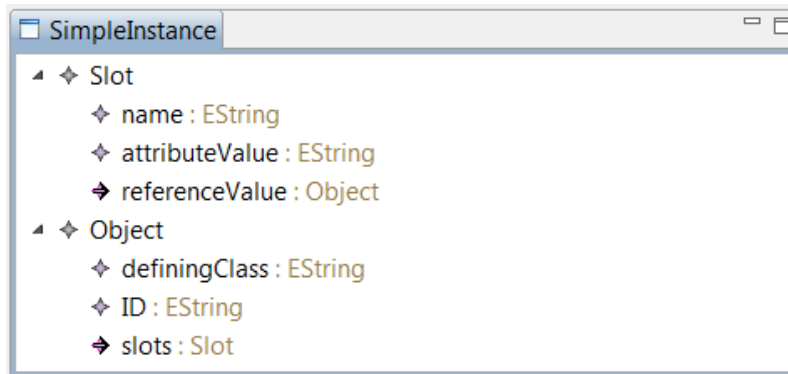 SimpleInstance
Slot
name : EString
attributeValue : EString
referenceValue : Object
Object
definingClass : EString
ID : EString
slots : Slot